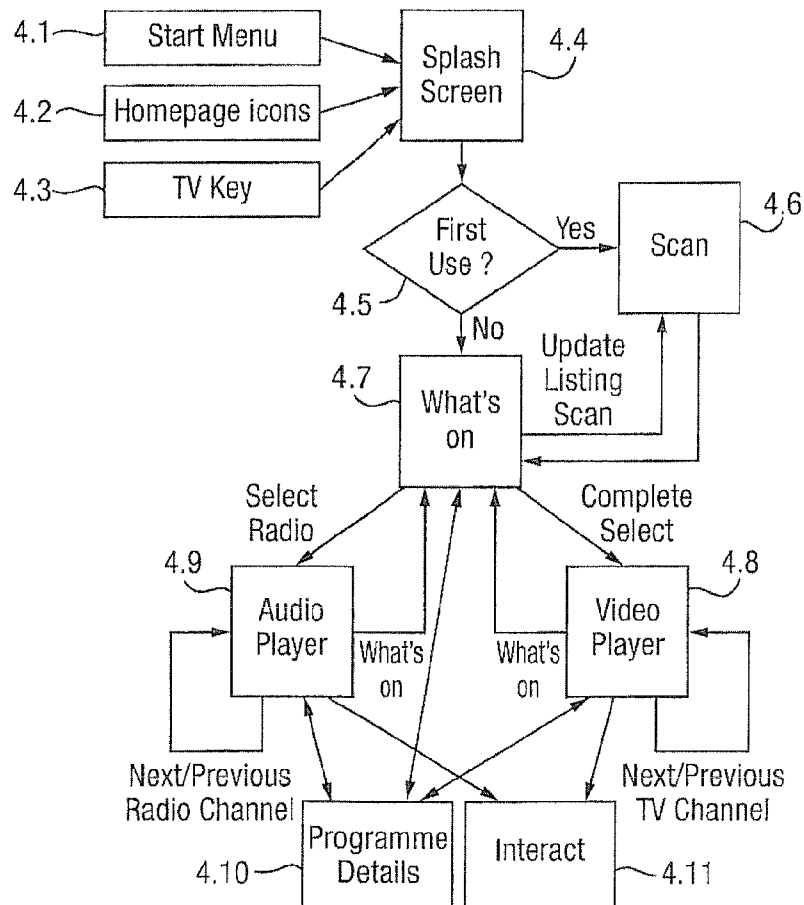 4.1
Start Menu
4.2
Homepage icons
4.3
TV Key
Splash
Screen
4.4
First
Use ?
4.5
Yes
Scan
4.6
No
4.7
What's
on
Update
Listing
Scan
Select
Radio
Complete
Select
4.9
Audio
Player
What's
on
What's
on
4.8
Video
Player
Next/Previous
Radio Channel
Next/Previous
TV Channel
4.10
Programme
Details
Interact
4.11